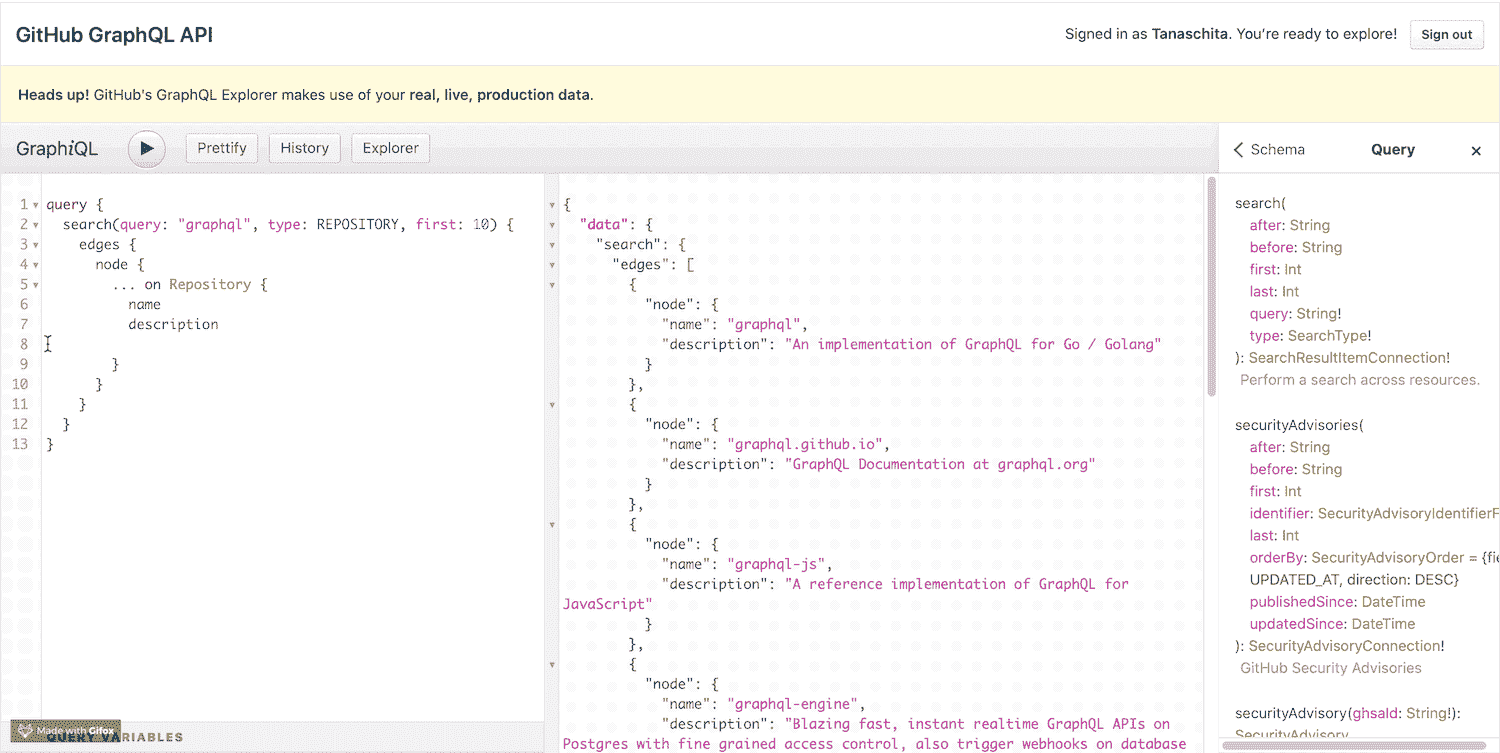 GitHub GraphQL API
Signed in as Tanaschita. You're ready to explore!
Sign out
Heads up! GitHub's GraphQL Explorer makes use of your real, live, production data.
GraphiQL
Prettify
History
Explorer
Schema
Query
×
1 query {
2 search(query: "graphql", type: REPOSITORY, first: 10) {
3 edges {
4 node {
5 ... on Repository {
6 name
7 description
8
9 }
10 }
11 }
12 }
13 }
{
"data": {
"search": {
"edges": [
{
"node": {
"name": "graphql",
"description": "An implementation of GraphQL for Go / Golang"
}
},
{
"node": {
"name": "graphql.github.io",
"description": "GraphQL Documentation at graphql.org"
}
},
{
"node": {
"name": "graphql-js",
"description": "A reference implementation of GraphQL for
JavaScript"
}
},
{
"node": {
"name": "graphql-engine",
"description": "Blazing fast, instant realtime GraphQL APIs on
Postgres with fine grained access control, also trigger webhooks on database
search(
after: String
before: String
first: Int
last: Int
query: String!
type: SearchType!
): SearchResultItemConnection!
Perform a search across resources.
securityAdvisories(
after: String
before: String
first: Int
identifier: SecurityAdvisoryIdentifierF
last: Int
orderBy: SecurityAdvisoryOrder = {fie
UPDATED_AT, direction: DESC}
publishedSince: DateTime
updatedSince: DateTime
): SecurityAdvisoryConnection!
GitHub Security Advisories
securityAdvisory(ghsaId: String!):
SecurityAdvisory
Made with Gifox
QUERY VARIABLES